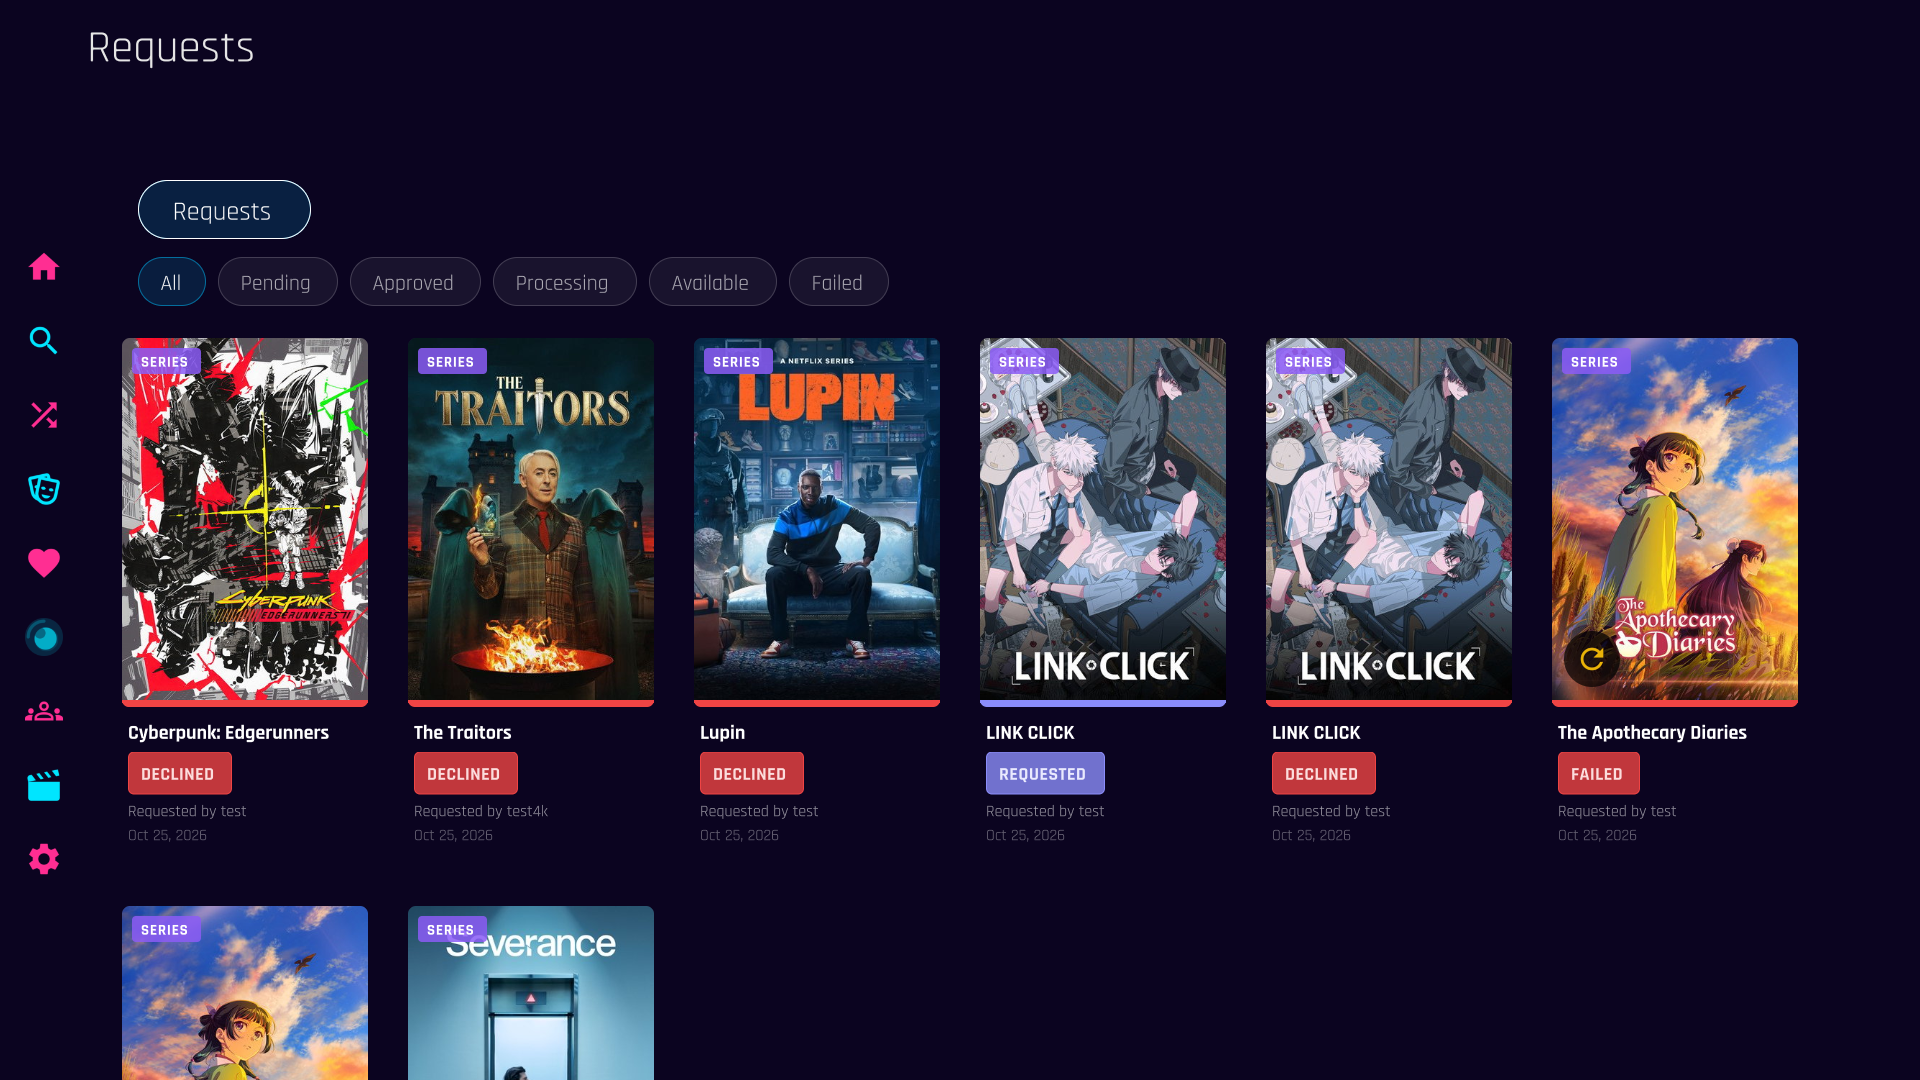 Requests
Requests
All
Pending
Approved
Processing
Available
Failed
SERIES
CYBERPUNK
EDGERUNNERS
Cyberpunk: Edgerunners
DECLINED
Requested by test
Oct 25, 2026
SERIES
THE
TRAITORS
The Traitors
DECLINED
Requested by test4k
Oct 25, 2026
SERIES
A NETFLIX SERIES
LUPIN
Lupin
DECLINED
Requested by test
Oct 25, 2026
SERIES
LINK CLICK
LINK CLICK
REQUESTED
Requested by test
Oct 25, 2026
SERIES
LINK CLICK
LINK CLICK
DECLINED
Requested by test
Oct 25, 2026
SERIES
The
Apothecary
Diaries
The Apothecary Diaries
FAILED
Requested by test
Oct 25, 2026
SERIES
SERIES
Severance